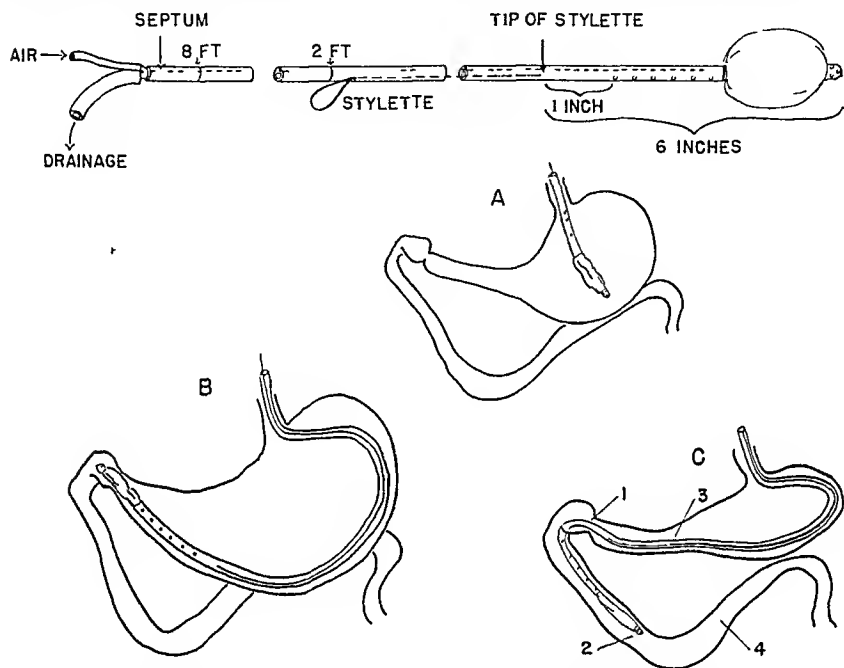 SEPTUM
TIP OF STYLETTE
AIR
8 FT
2 FT
STYLETTE
1 INCH
DRAINAGE
6 INCHES
A
B
C
1
3
2
4